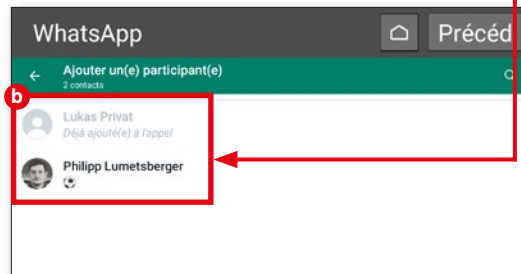 WhatsApp
Précéd
Ajouter un(e) participant(e)
2 contacts
b
Lukas Privat
Déjà ajouté(e) à l'appel
Philipp Lumetsberger